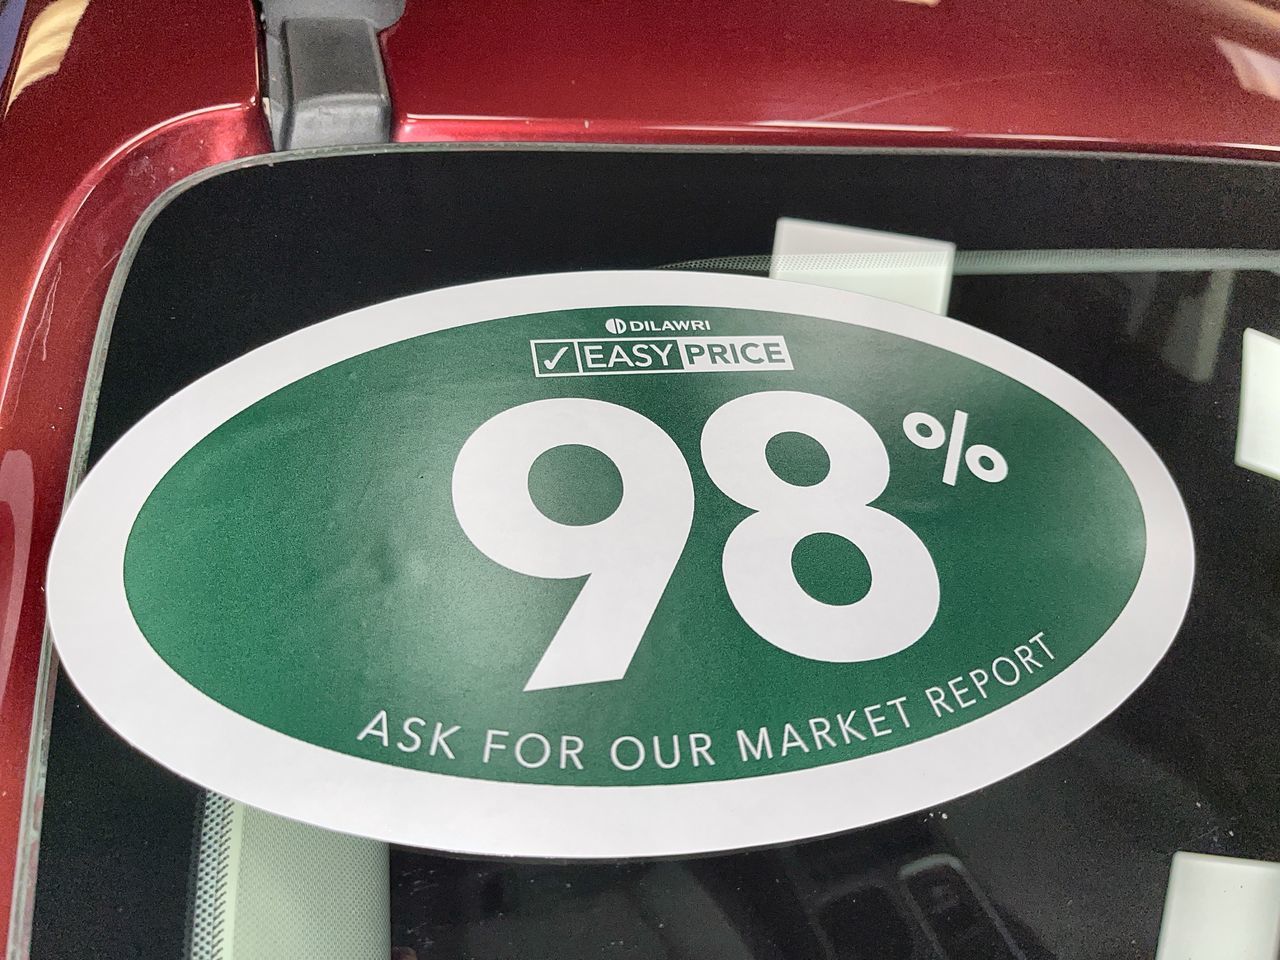 DILAWRI
✓ EASY PRICE
98%
ASK FOR OUR MARKET REPORT